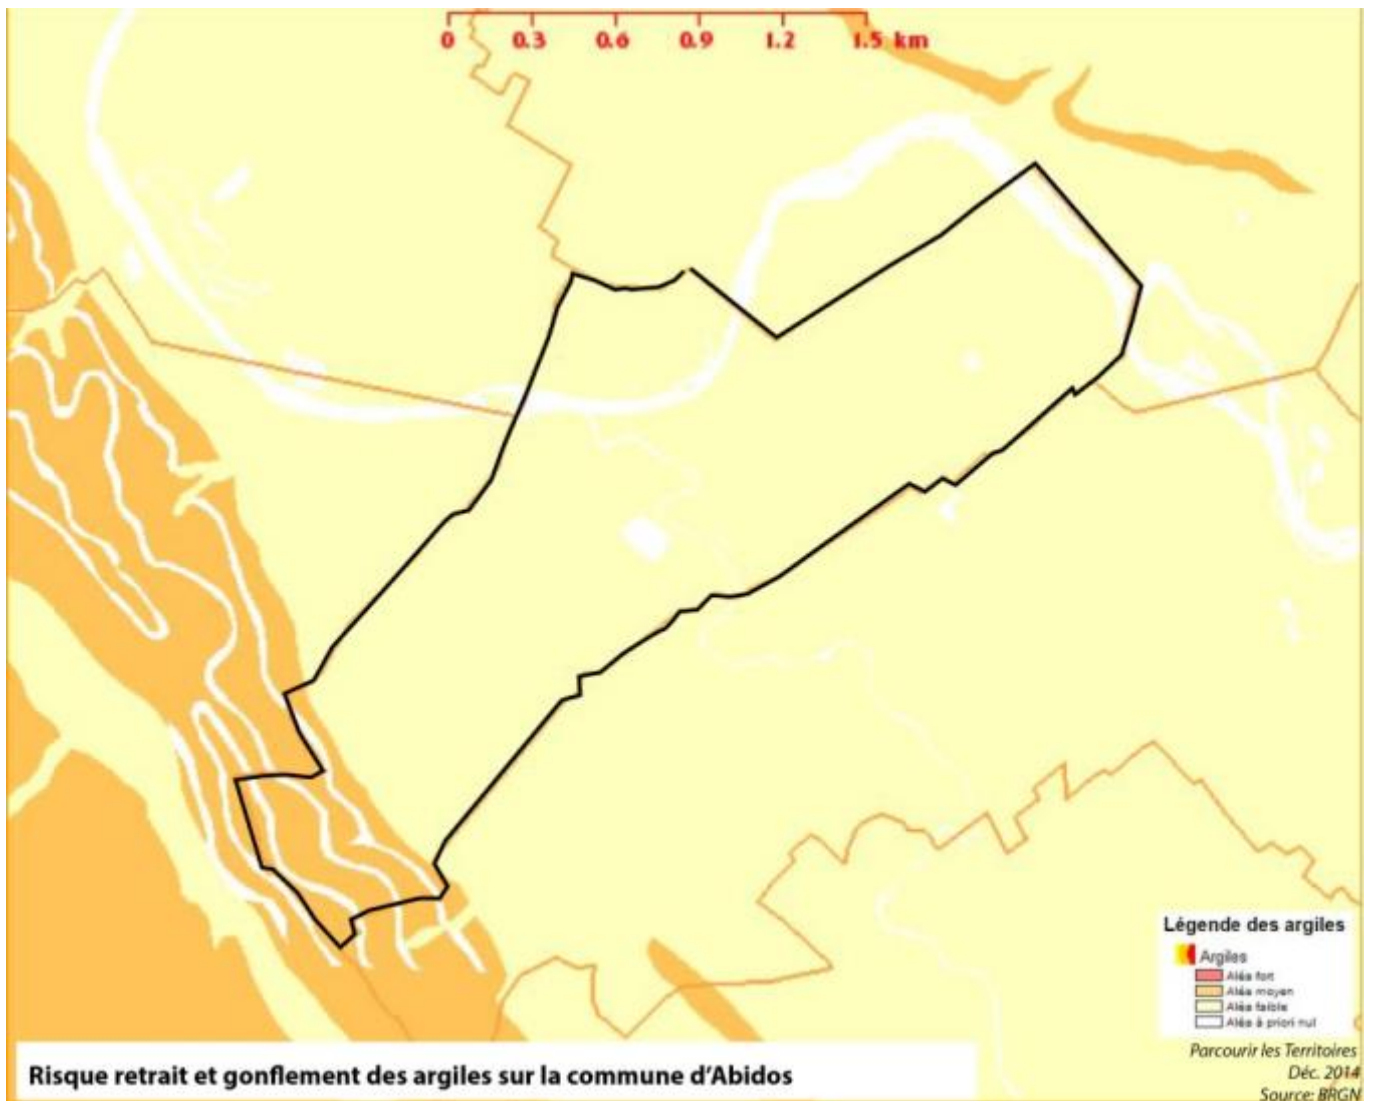 0 0.3 0.6 0.9 1.2 1.5 km
Légende des argiles
Argiles
Aléa fort
Aléa moyen
Aléa faible
Aléa à priori nul
Parcourir les Territoires
Déc. 2014
Source: BRGN
Risque retrait et gonflement des argiles sur la commune d'Abidos